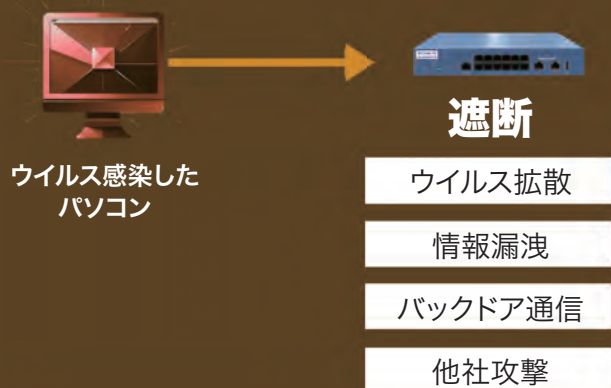 ウイルス感染した
パソコン
遮断
ウイルス拡散
情報漏洩
バックドア通信
他社攻撃